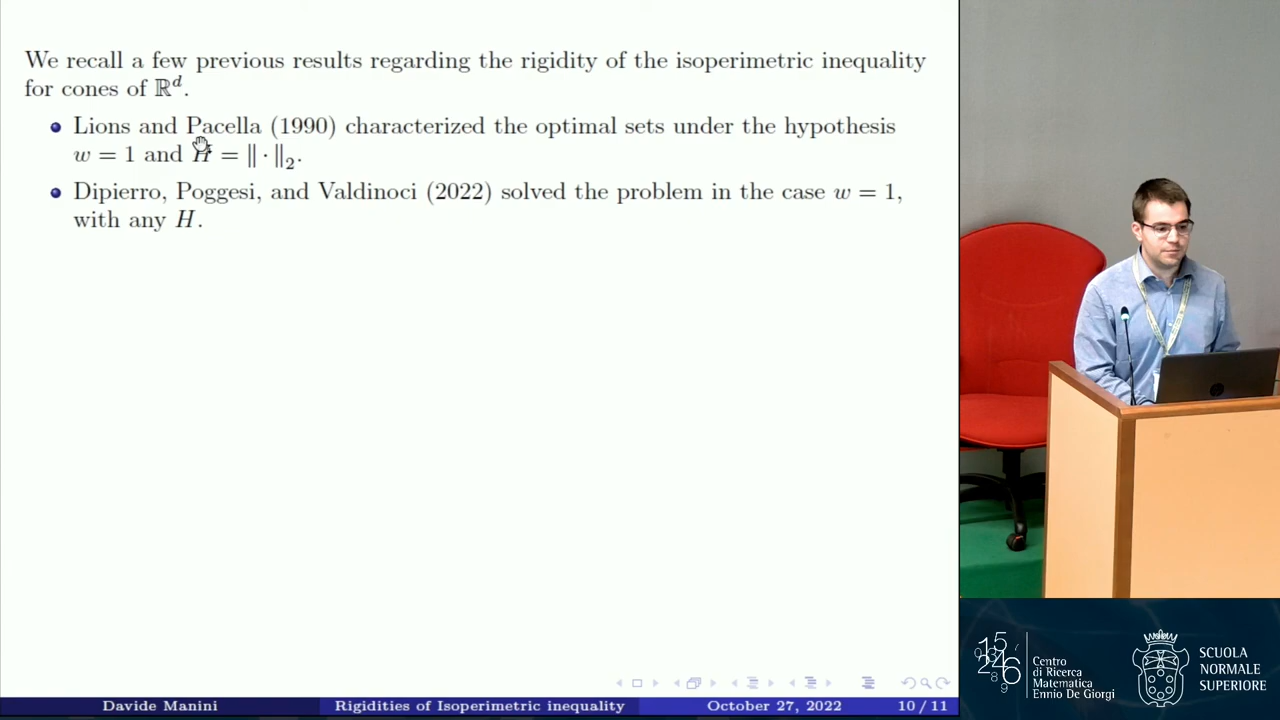 We recall a few previous results regarding the rigidity of the isoperimetric inequality
for cones of ℝ^d.
Lions and Pacella (1990) characterized the optimal sets under the hypothesis
w = 1 and H = ‖ · ‖₂.
Dipierro, Poggesi, and Valdinoci (2022) solved the problem in the case w = 1,
with any H.
Davide Manini Rigidities of Isoperimetric inequality October 27, 2022 10 / 11
Centro
di Ricerca
Matematica
Ennio De Giorgi
SCUOLA
NORMALE
SUPERIORE